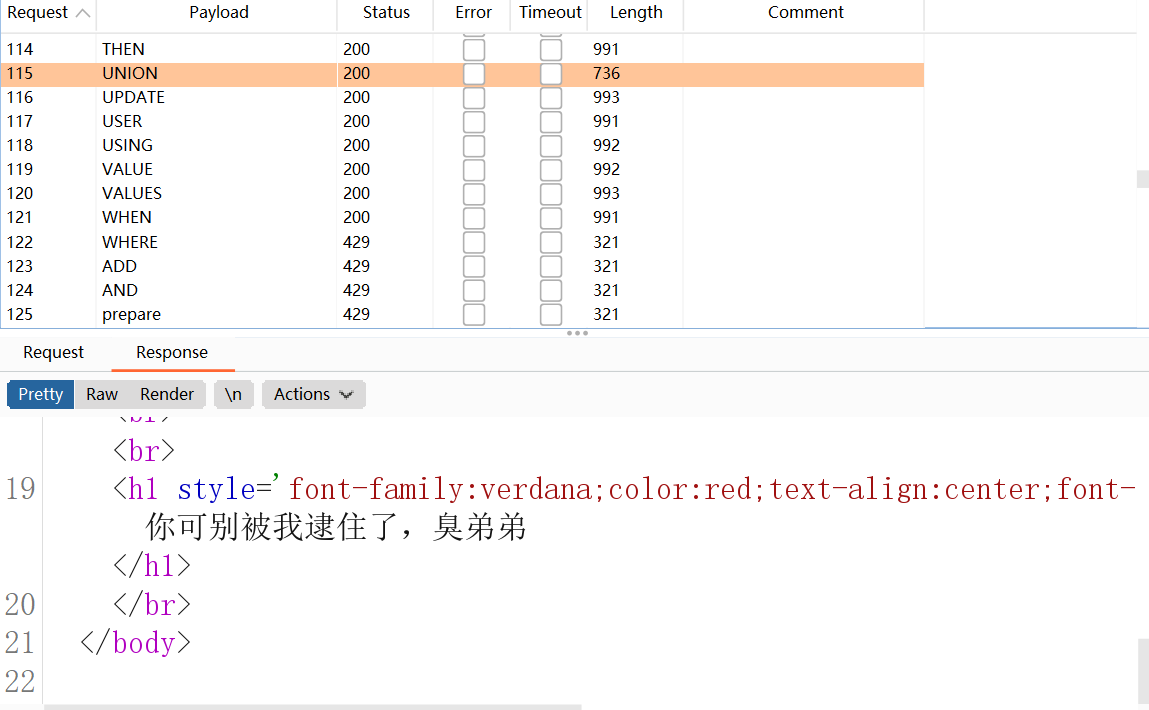 Request Payload Status Error Timeout Length Comment
114 THEN 200 991
115 UNION 200 736
116 UPDATE 200 993
117 USER 200 991
118 USING 200 992
119 VALUE 200 992
120 VALUES 200 993
121 WHEN 200 991
122 WHERE 429 321
123 ADD 429 321
124 AND 429 321
125 prepare 429 321
Request Response
Pretty Raw Render \n Actions
<br>
<br>
19 <h1 style='font-family:verdana;color:red;text-align:center;font-
你可别被我逮住了，臭弟弟
</h1>
20 </br>
21 </body>
22